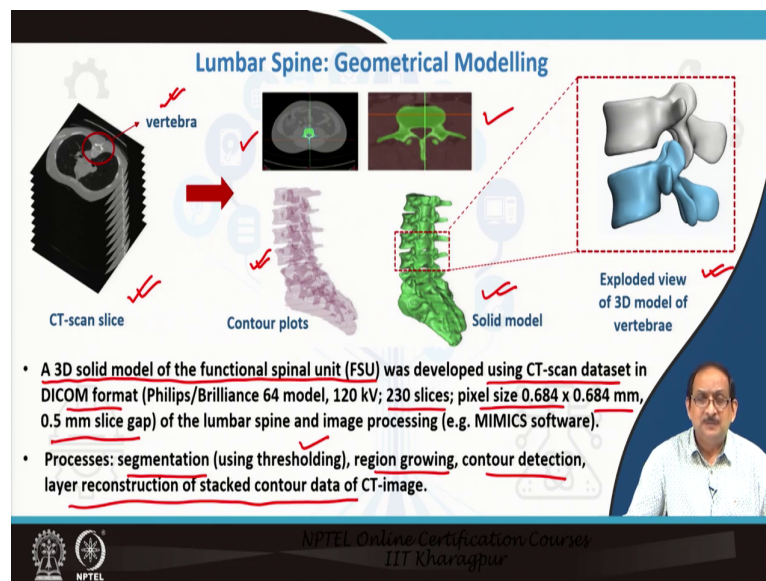 Lumbar Spine: Geometrical Modelling
vertebra
CT-scan slice
Contour plots
Solid model
Exploded view
of 3D model of
vertebrae
• A 3D solid model of the functional spinal unit (FSU) was developed using CT-scan dataset in
DICOM format (Philips/Brilliance 64 model, 120 kV; 230 slices; pixel size 0.684 x 0.684 mm,
0.5 mm slice gap) of the lumbar spine and image processing (e.g. MIMICS software).
• Processes: segmentation (using thresholding), region growing, contour detection,
layer reconstruction of stacked contour data of CT-image.
NPTEL Online Certification Courses
IIT Kharagpur
NPTEL